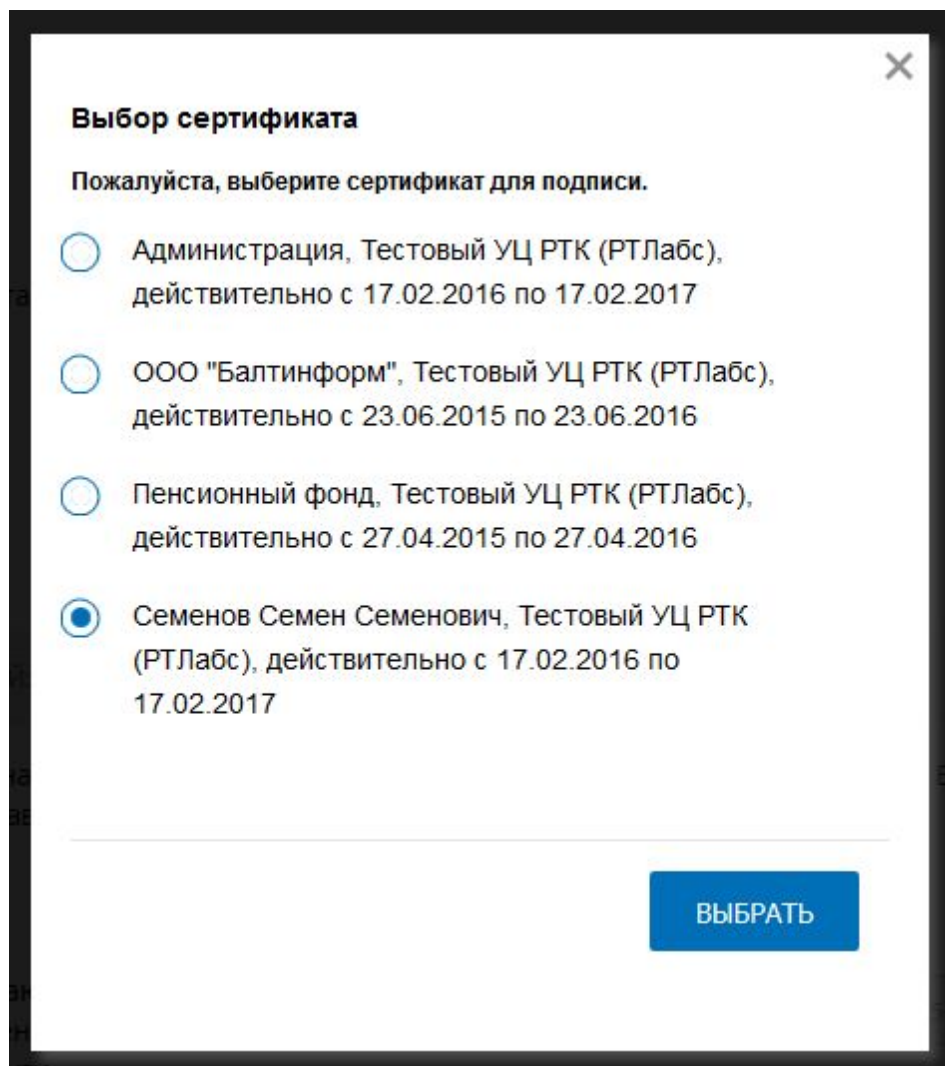 Выбор сертификата
Пожалуйста, выберите сертификат для подписи.
Администрация, Тестовый УЦ РТК (РТЛабс),
действительно с 17.02.2016 по 17.02.2017
ООО "Балтинформ", Тестовый УЦ РТК (РТЛабс),
действительно с 23.06.2015 по 23.06.2016
Пенсионный фонд, Тестовый УЦ РТК (РТЛабс),
действительно с 27.04.2015 по 27.04.2016
Семенов Семен Семенович, Тестовый УЦ РТК
(РТЛабс), действительно с 17.02.2016 по
17.02.2017
ВЫБРАТЬ